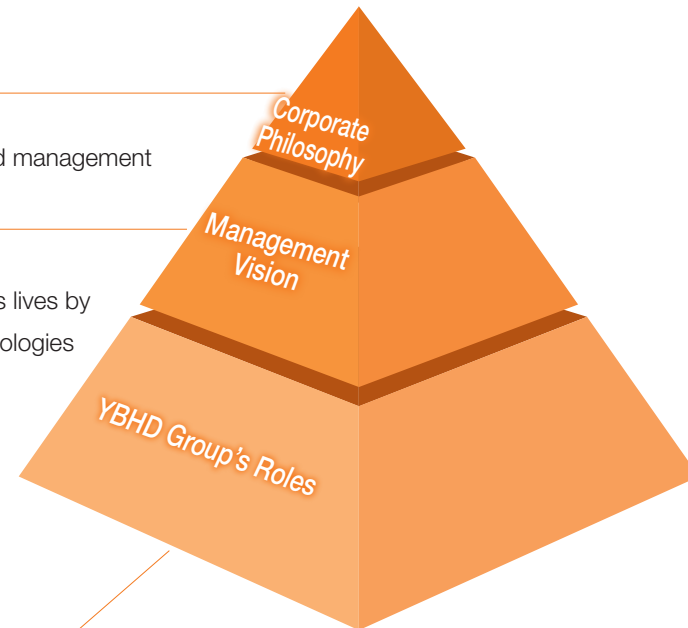 Corporate
Philosophy
d management
Management
Vision
s lives by
ologies
YBHD Group's Roles